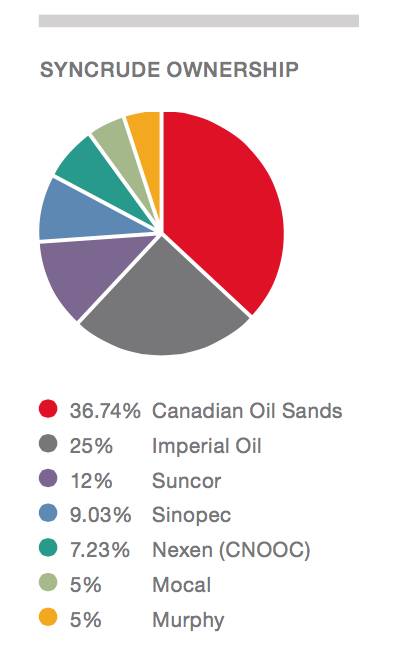 SYNCRUDE OWNERSHIP
36.74% Canadian Oil Sands
25% Imperial Oil
12% Suncor
9.03% Sinopec
7.23% Nexen (CNOOC)
5% Mocal
5% Murphy